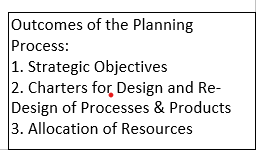 Outcomes of the Planning
Process:
1. Strategic Objectives
2. Charters for Design and Re-
Design of Processes & Products
3. Allocation of Resources